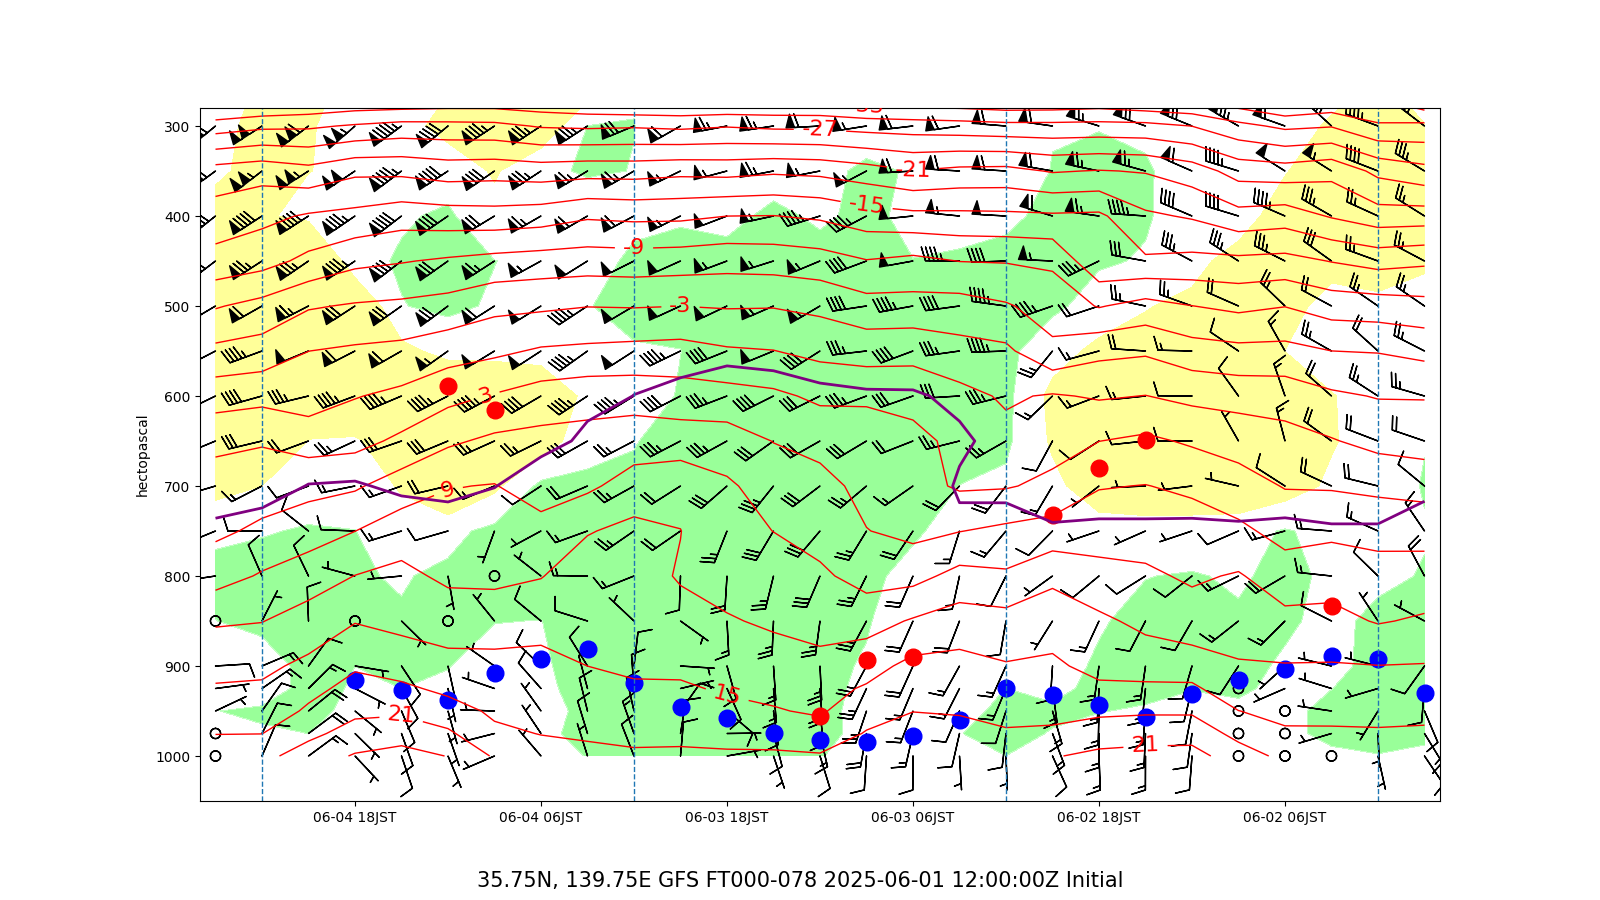 300
400
500
600
700
800
900
1000
hectopascal
-27
-21
-15
-9
-3
3
9
15
21
21
06-04 18JST
06-04 06JST
06-03 18JST
06-03 06JST
06-02 18JST
06-02 06JST
35.75N, 139.75E GFS FT000-078 2025-06-01 12:00:00Z Initial